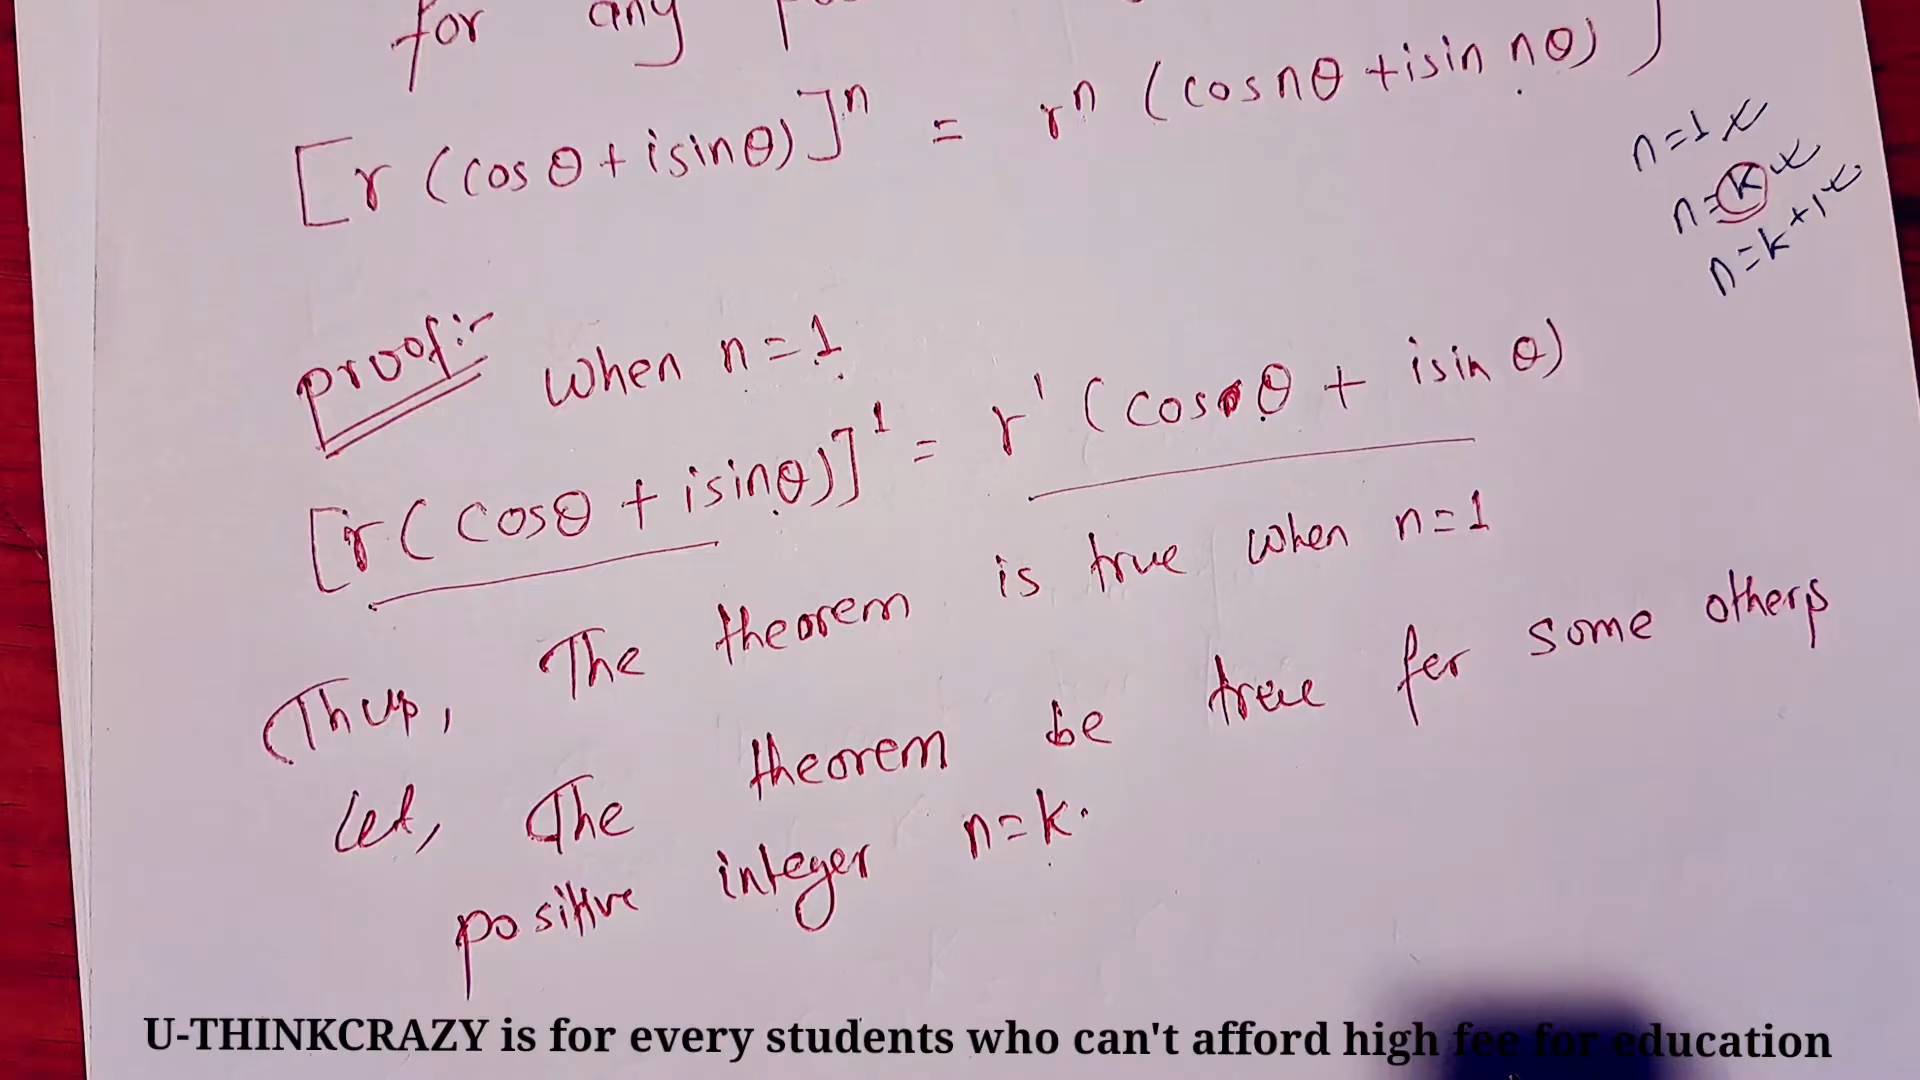 for any
[r (cosθ + isinθ)]ⁿ = rⁿ (cosnθ + isin nθ)
n=1
n=k
n=k+1
proof:- When n=1
[r (cosθ + isinθ)]¹ = r¹ (cosθ + isin θ)
Thus, The theorem is true when n=1
Let, The theorem be true for some others
positive integer n=k.
U-THINKCRAZY is for every students who can't afford high fee for education